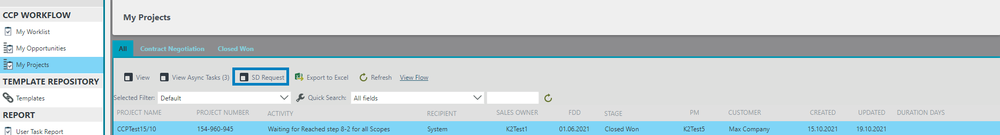 CCP WORKFLOW
My Worklist
My Opportunities
My Projects
TEMPLATE REPOSITORY
Templates
REPORT
User Task Report
My Projects
All Contract Negotiation Closed Won
View View Async Tasks (3) SD Request Export to Excel Refresh View Flow
Selected Filter: Default Quick Search: All fields
PROJECT NAME PROJECT NUMBER ACTIVITY RECIPIENT SALES OWNER FDD STAGE PM CUSTOMER CREATED UPDATED DURATION DAYS
CCPTest15/10 154-960-945 Waiting for Reached step 8-2 for all Scopes System K2Test1 01.06.2021 Closed Won K2Test5 Max Company 15.10.2021 19.10.2021